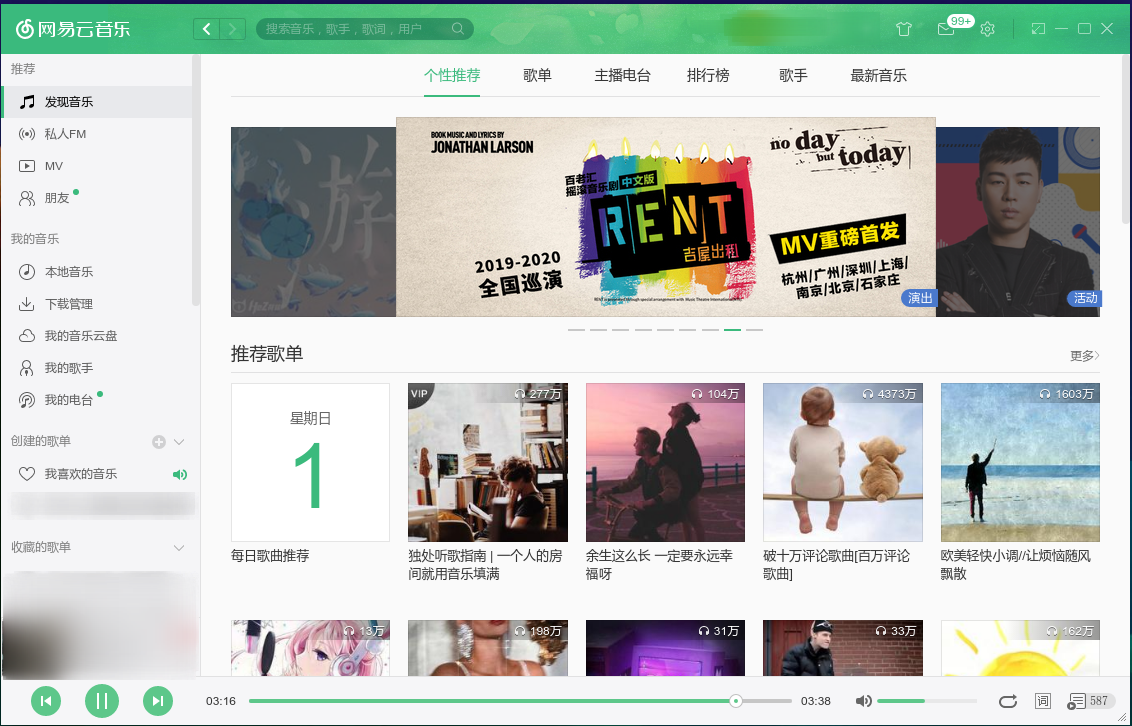 网易云音乐
搜索音乐，歌手，歌词，用户
99+
推荐
发现音乐
私人FM
MV
朋友
我的音乐
本地音乐
下载管理
我的音乐云盘
我的歌手
我的电台
创建的歌单
我喜欢的音乐
收藏的歌单
个性推荐 歌单 主播电台 排行榜 歌手 最新音乐
游
BOOK MUSIC AND LYRICS BY
JONATHAN LARSON
百老汇
摇滚音乐剧 中文版
RENT
吉屋出租
2019-2020
全国巡演
no day
but today
MV重磅首发
杭州/广州/深圳/上海/
南京/北京/石家庄
演出
活动
推荐歌单
更多
星期日
1
每日歌曲推荐
VIP
277万
独处听歌指南 | 一个人的房
间就用音乐填满
104万
余生这么长 一定要永远幸
福呀
4373万
破十万评论歌曲[百万评论
歌曲]
1603万
欧美轻快小调//让烦恼随风
飘散
13万
198万
31万
33万
162万
03:16
03:38
词
587